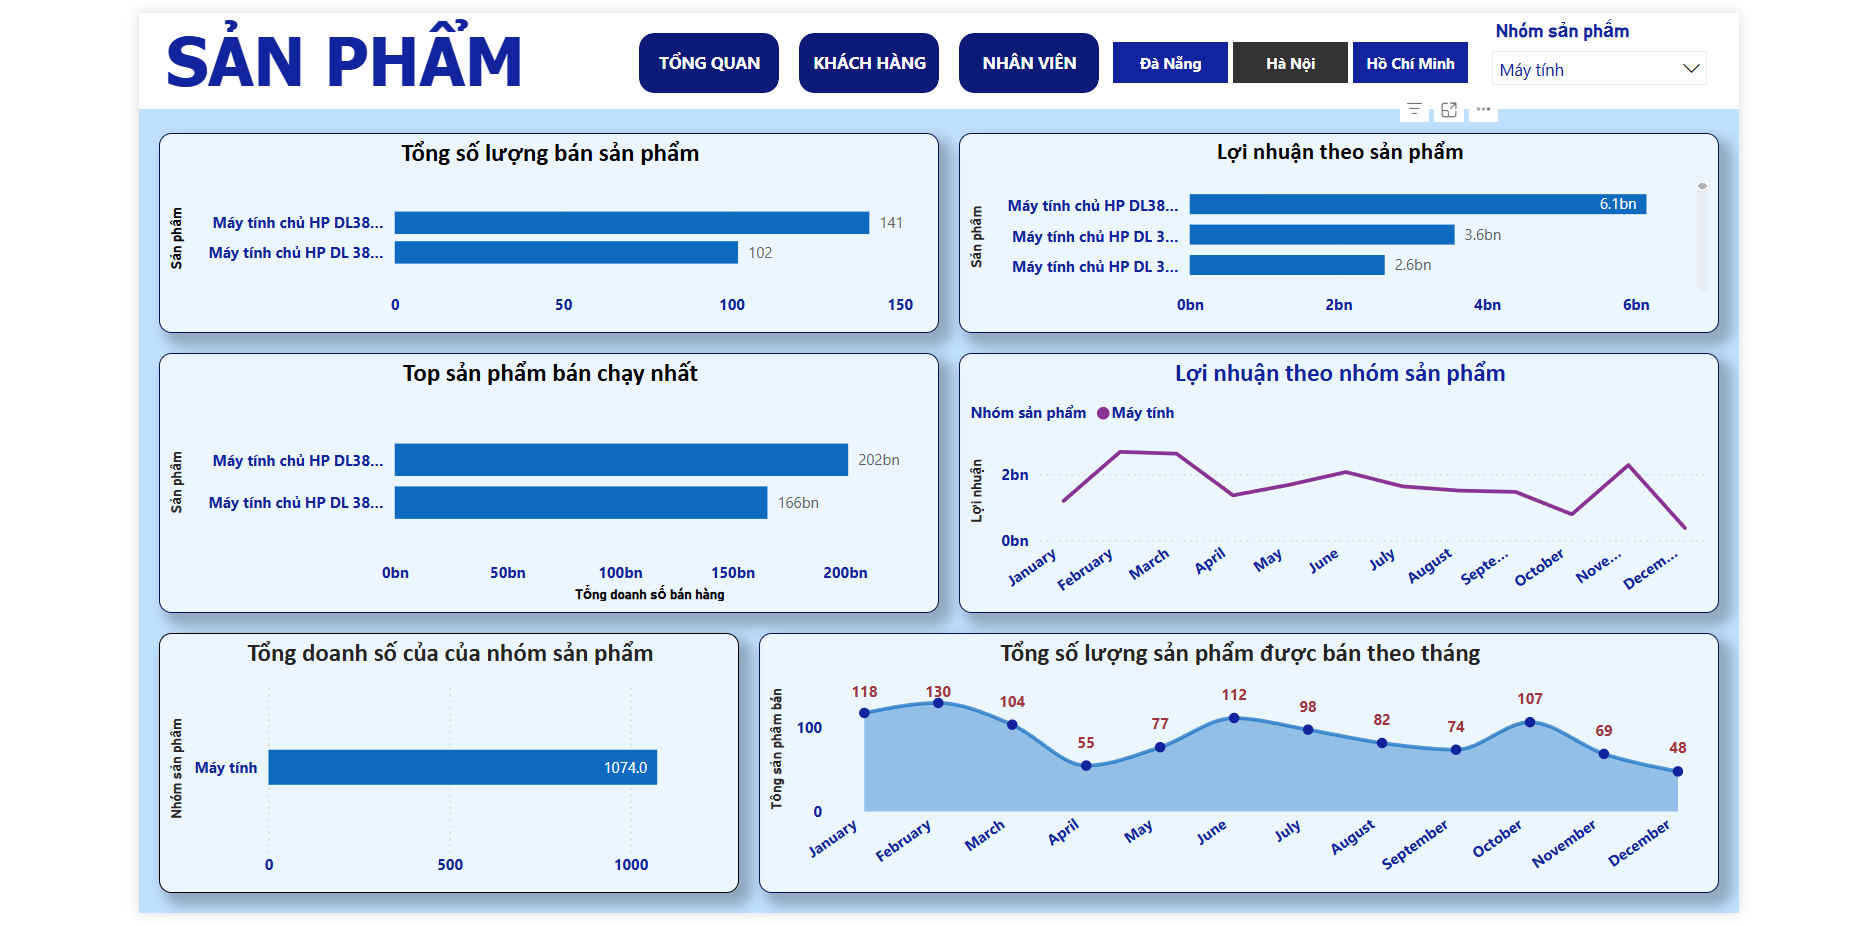 SẢN PHẨM
TỔNG QUAN
KHÁCH HÀNG
NHÂN VIÊN
Đà Nẵng
Hà Nội
Hồ Chí Minh
Nhóm sản phẩm
Máy tính
Tổng số lượng bán sản phẩm
Sản phẩm
Máy tính chủ HP DL38...
141
Máy tính chủ HP DL 38...
102
0
50
100
150
Lợi nhuận theo sản phẩm
Sản phẩm
Máy tính chủ HP DL38...
6.1bn
Máy tính chủ HP DL 3...
3.6bn
Máy tính chủ HP DL 3...
2.6bn
0bn
2bn
4bn
6bn
Top sản phẩm bán chạy nhất
Sản phẩm
Máy tính chủ HP DL38...
202bn
Máy tính chủ HP DL 38...
166bn
0bn
50bn
100bn
150bn
200bn
Tổng doanh số bán hàng
Lợi nhuận theo nhóm sản phẩm
Nhóm sản phẩm
Máy tính
Lợi nhuận
2bn
0bn
January
February
March
April
May
June
July
August
Septe...
October
Nove...
Decem...
Tổng doanh số của của nhóm sản phẩm
Nhóm sản phẩm
Máy tính
1074.0
0
500
1000
Tổng số lượng sản phẩm được bán theo tháng
Tổng sản phẩm bán
100
0
118
130
104
55
77
112
98
82
74
107
69
48
January
February
March
April
May
June
July
August
September
October
November
December